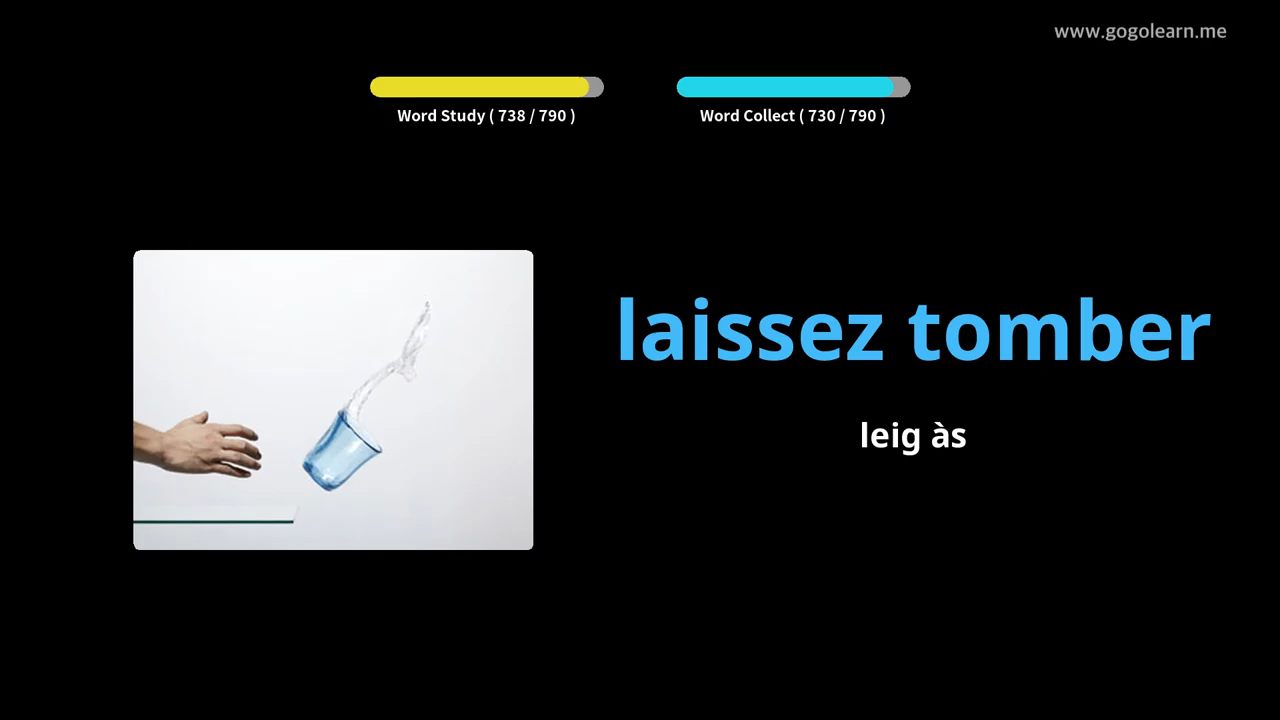 www.gogolearn.me
Word Study ( 738 / 790 )
Word Collect ( 730 / 790 )
laissez tomber
leig às